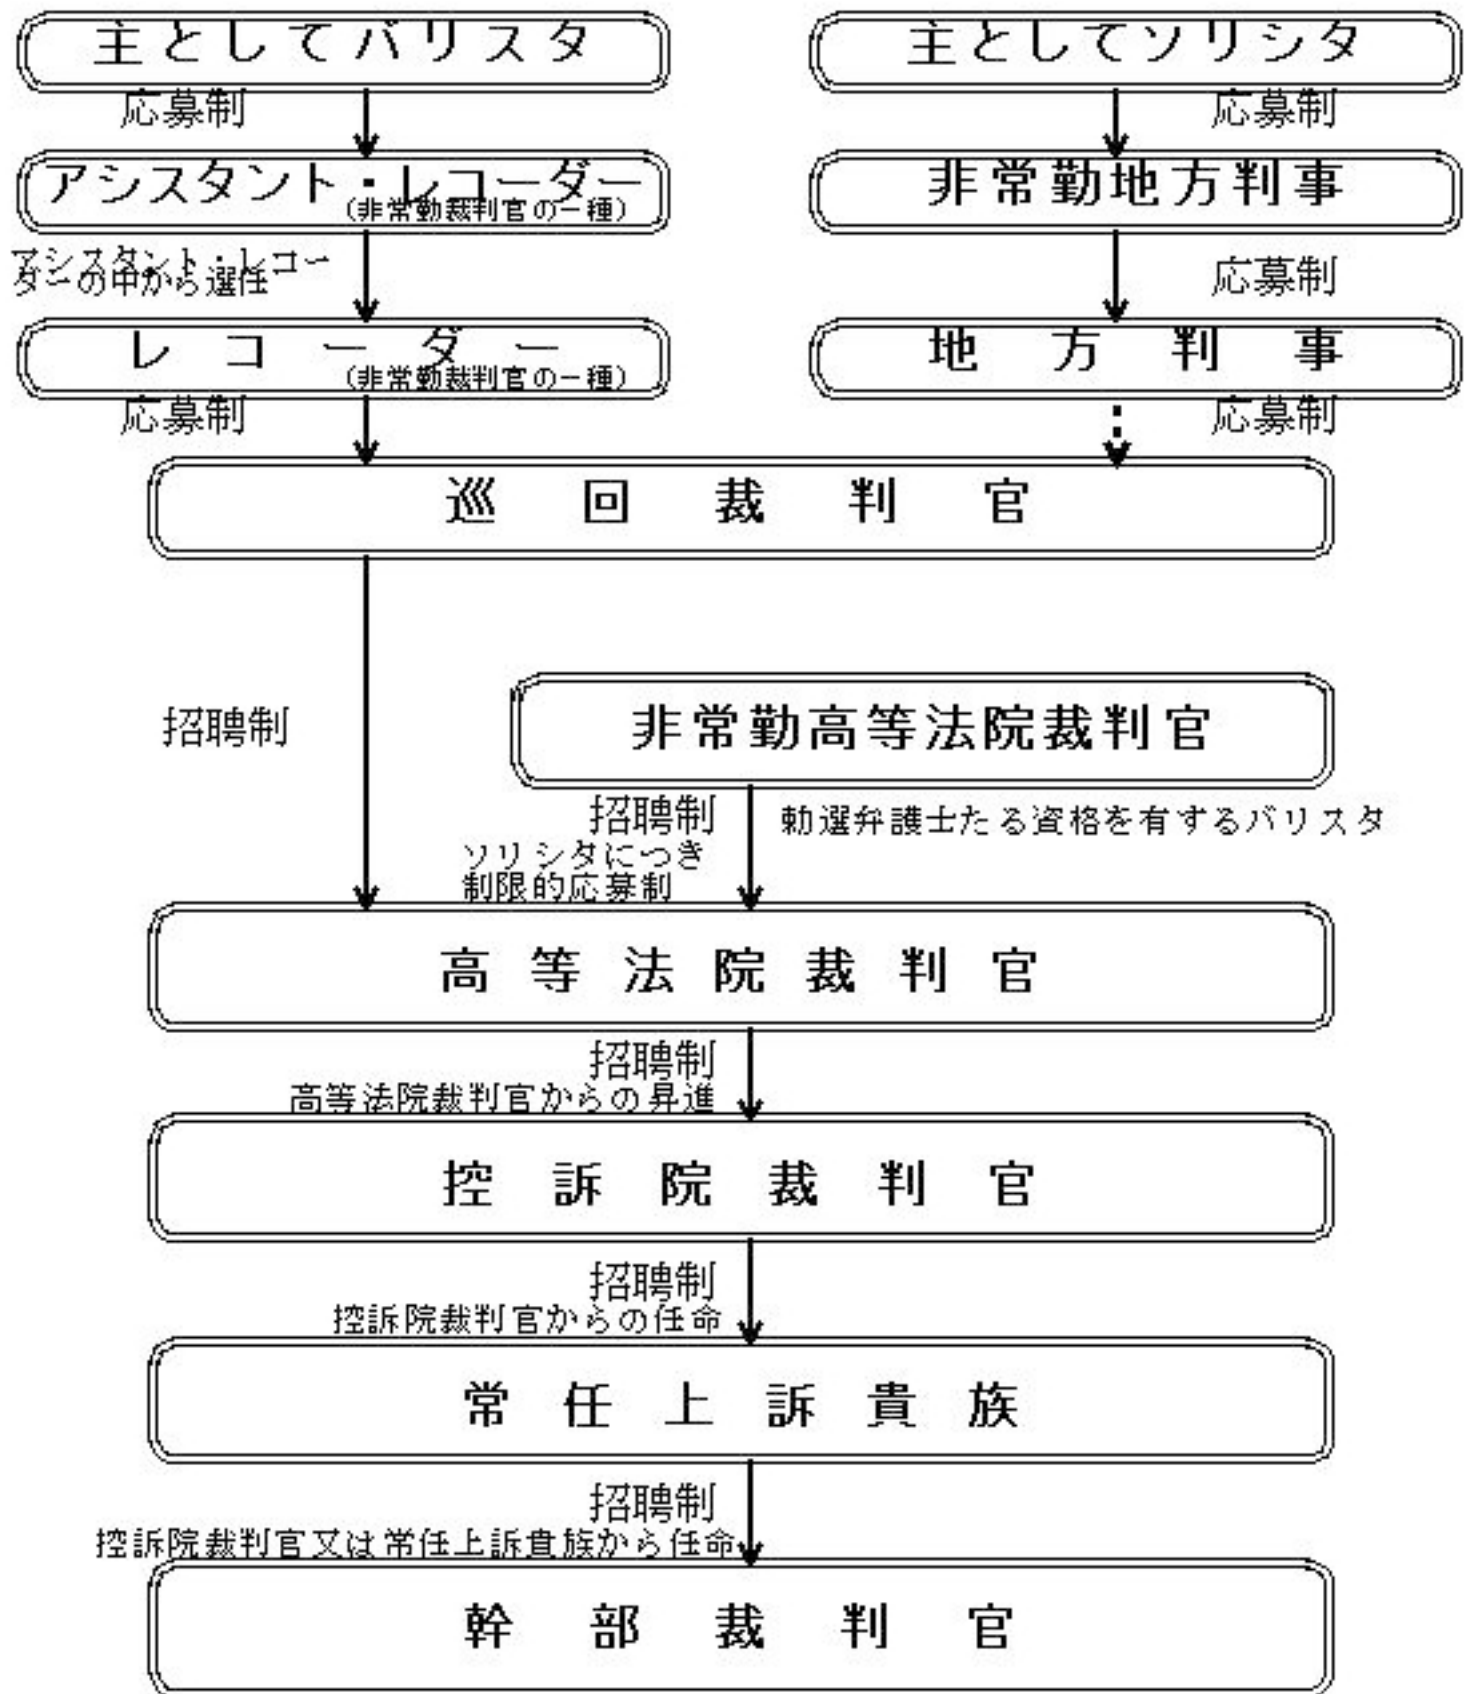 主としてバリスタ
主としてソリシタ
応募制
応募制
アシスタント・レコーダー
(非常勤裁判官の一種)
非常勤地方判事
アシスタント・レコー
ダーの中から選任
応募制
レコーダー
(非常勤裁判官の一種)
地方判事
応募制
応募制
巡回裁判官
招聘制
非常勤高等法院裁判官
招聘制
勅選弁護士たる資格を有するバリスタ
ソリシタにつき
制限的応募制
高等法院裁判官
招聘制
高等法院裁判官からの昇進
控訴院裁判官
招聘制
控訴院裁判官からの任命
常任上訴貴族
招聘制
控訴院裁判官又は常任上訴貴族から任命
幹部裁判官